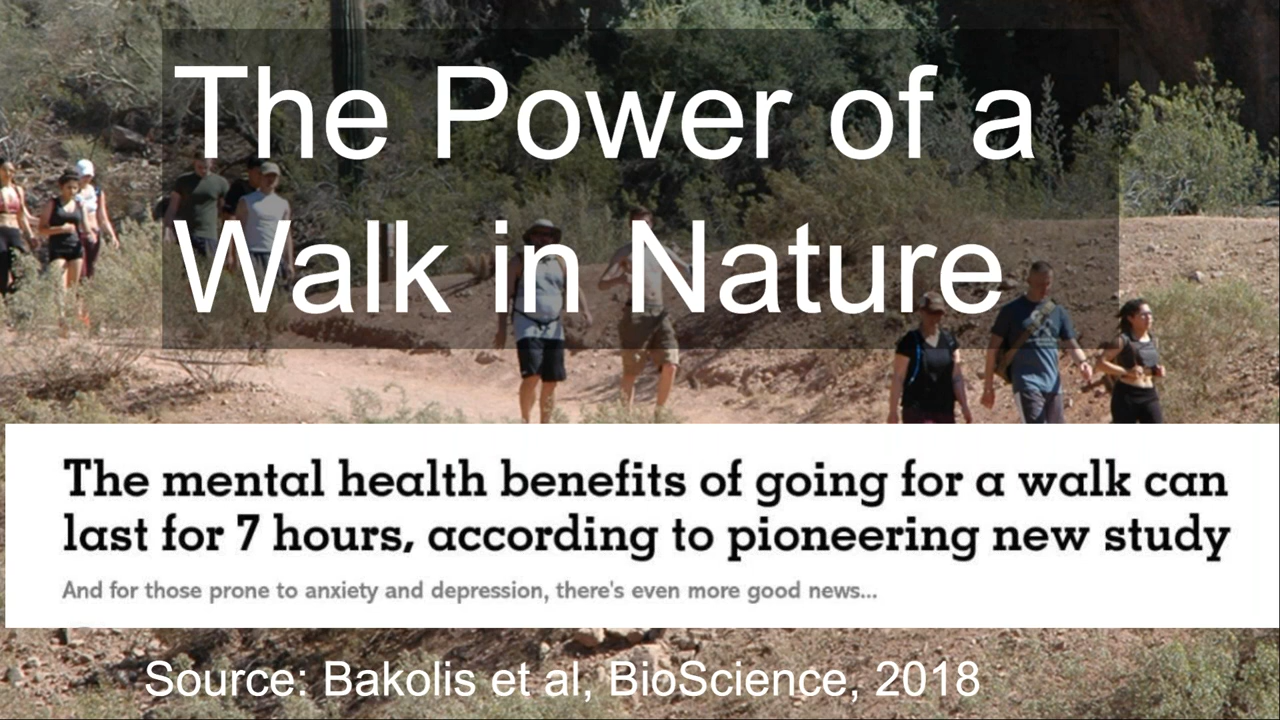 The Power of a
Walk in Nature
The mental health benefits of going for a walk can
last for 7 hours, according to pioneering new study
And for those prone to anxiety and depression, there's even more good news...
Source: Bakolis et al, BioScience, 2018